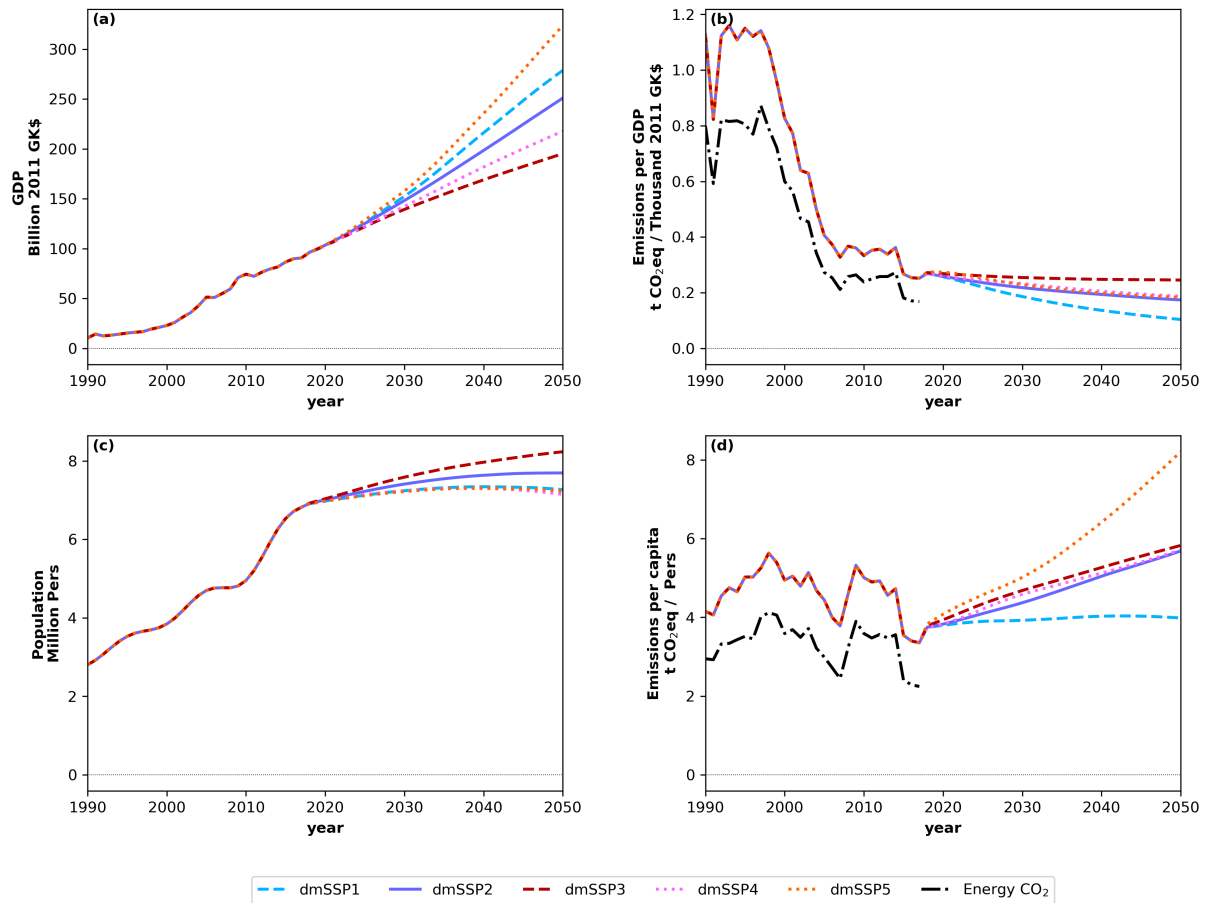 (a)
300
250
200
150
100
50
0
GDP
Billion 2011 GK$
1990 2000 2010 2020 2030 2040 2050
year
(b)
1.2
1.0
0.8
0.6
0.4
0.2
0.0
Emissions per GDP
t CO₂eq / Thousand 2011 GK$
1990 2000 2010 2020 2030 2040 2050
year
(c)
8
6
4
2
0
Population
Million Pers
1990 2000 2010 2020 2030 2040 2050
year
(d)
8
6
4
2
0
Emissions per capita
t CO₂eq / Pers
1990 2000 2010 2020 2030 2040 2050
year
dmSSP1 dmSSP2 dmSSP3 dmSSP4 dmSSP5 Energy CO₂